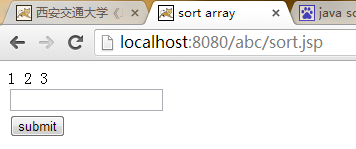 西安交通大学《J
sort array
java so
localhost:8080/abc/sort.jsp
1 2 3
submit